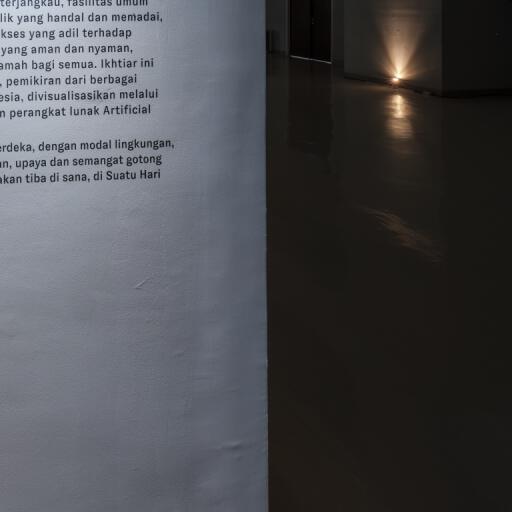 terjangkau, fasilitas umum
lik yang handal dan memadai,
kses yang adil terhadap
yang aman dan nyaman,
amah bagi semua. Ikhtiar ini
, pemikiran dari berbagai
esia, divisualisasikan melalui
n perangkat lunak Artificial
erdeka, dengan modal lingkungan,
an, upaya dan semangat gotong
akan tiba di sana, di Suatu Hari